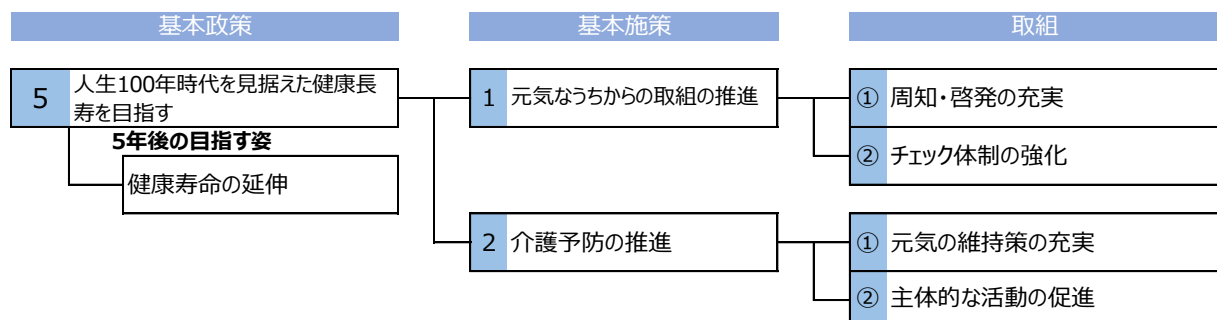 基本政策
基本施策
取組
5
人生100年時代を見据えた健康長
寿を目指す
5年後の目指す姿
健康寿命の延伸
1 元気なうちからの取組の推進
① 周知・啓発の充実
② チェック体制の強化
2 介護予防の推進
① 元気の維持策の充実
② 主体的な活動の促進